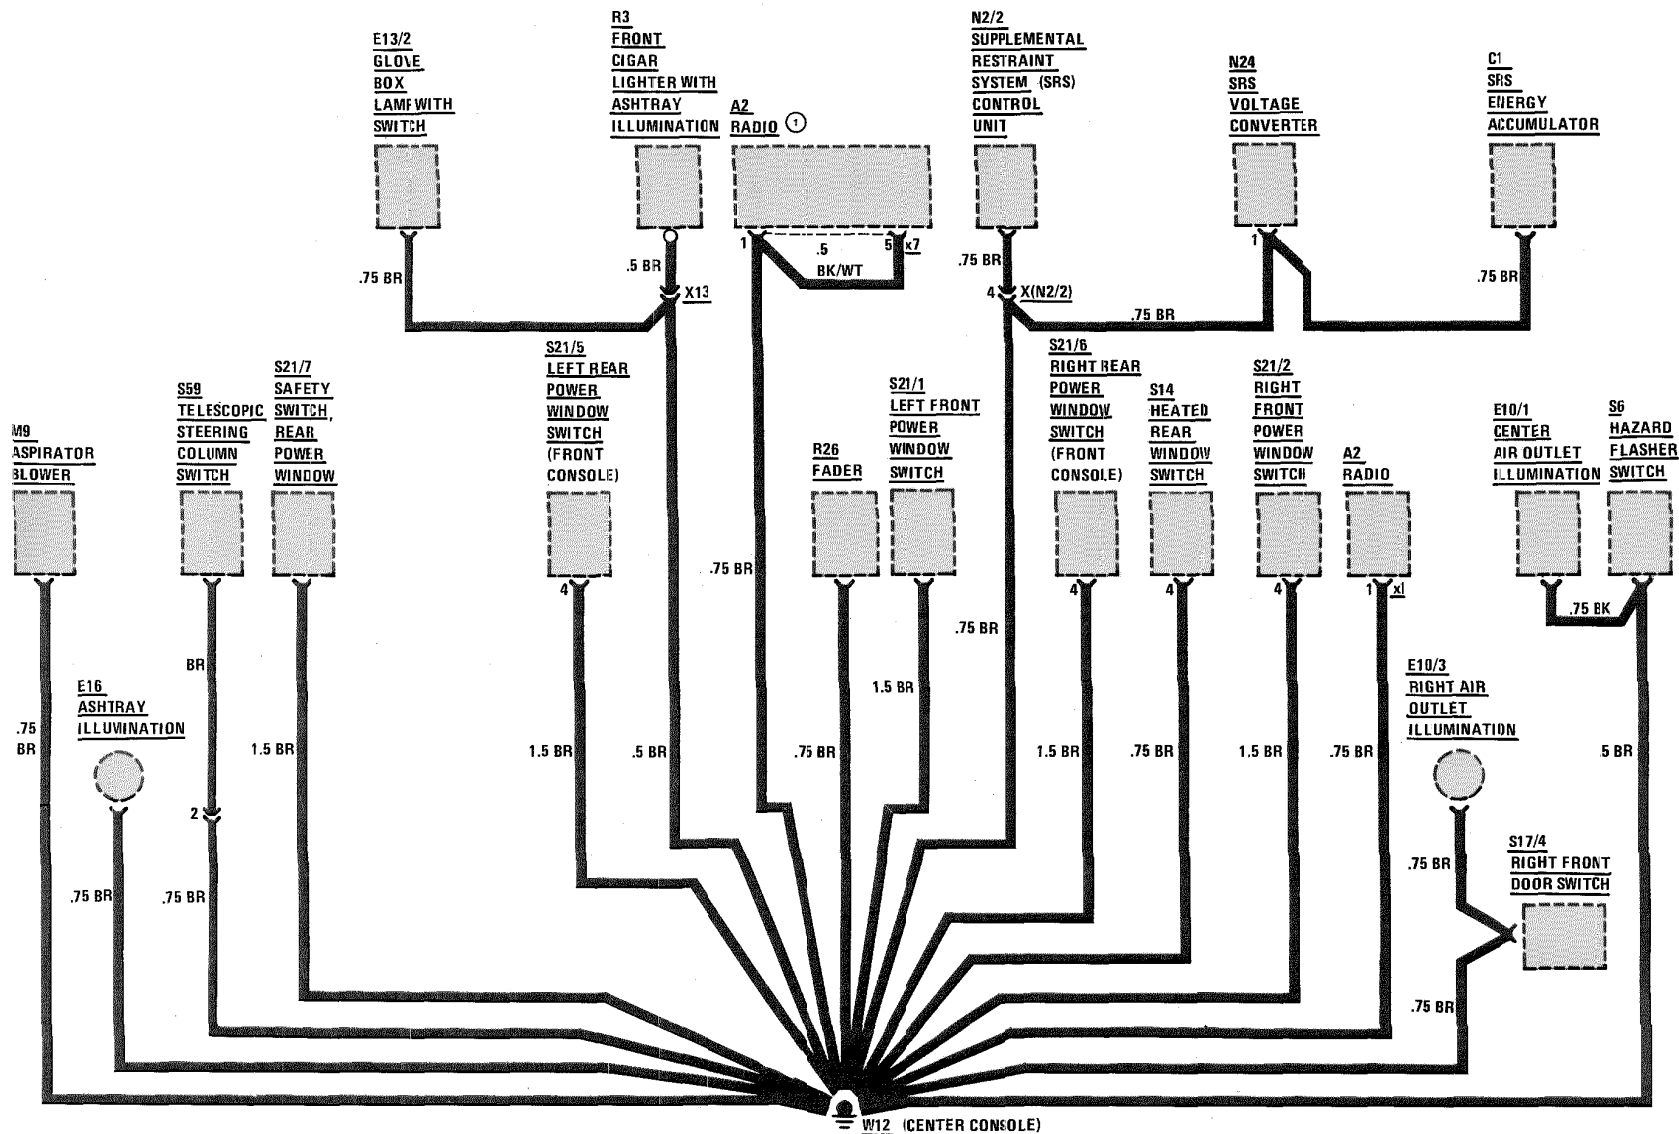 E13/2
GLOVE
BOX
LAMP WITH
SWITCH
R3
FRONT
CIGAR
LIGHTER WITH
ASHTRAY
ILLUMINATION
A2
RADIO 1
N2/2
SUPPLEMENTAL
RESTRAINT
SYSTEM (SRS)
CONTROL
UNIT
N24
SRS
VOLTAGE
CONVERTER
C1
SRS
ENERGY
ACCUMULATOR
.75 BR
.5 BR
X13
1
.5
5 x7
BK/WT
.75 BR
4 X(N2/2)
.75 BR
1
.75 BR
M9
ASPIRATOR
BLOWER
S59
TELESCOPIC
STEERING
COLUMN
SWITCH
S21/7
SAFETY
SWITCH,
REAR
POWER
WINDOW
S21/5
LEFT REAR
POWER
WINDOW
SWITCH
(FRONT
CONSOLE)
R26
FADER
S21/1
LEFT FRONT
POWER
WINDOW
SWITCH
S21/6
RIGHT REAR
POWER
WINDOW
SWITCH
(FRONT
CONSOLE)
S14
HEATED
REAR
WINDOW
SWITCH
S21/2
RIGHT
FRONT
POWER
WINDOW
SWITCH
A2
RADIO
E10/1
CENTER
AIR OUTLET
ILLUMINATION
S6
HAZARD
FLASHER
SWITCH
4
.75 BR
4
4
4
1 x1
.75 BK
.75 BR
BR
1.5 BR
E16
ASHTRAY
ILLUMINATION
E10/3
RIGHT AIR
OUTLET
ILLUMINATION
.75
BR
1.5 BR
1.5 BR
.5 BR
.75 BR
1.5 BR
.75 BR
1.5 BR
.75 BR
.5 BR
2
S17/4
RIGHT FRONT
DOOR SWITCH
.75 BR
.75 BR
.75 BR
.75 BR
W12 (CENTER CONSOLE)